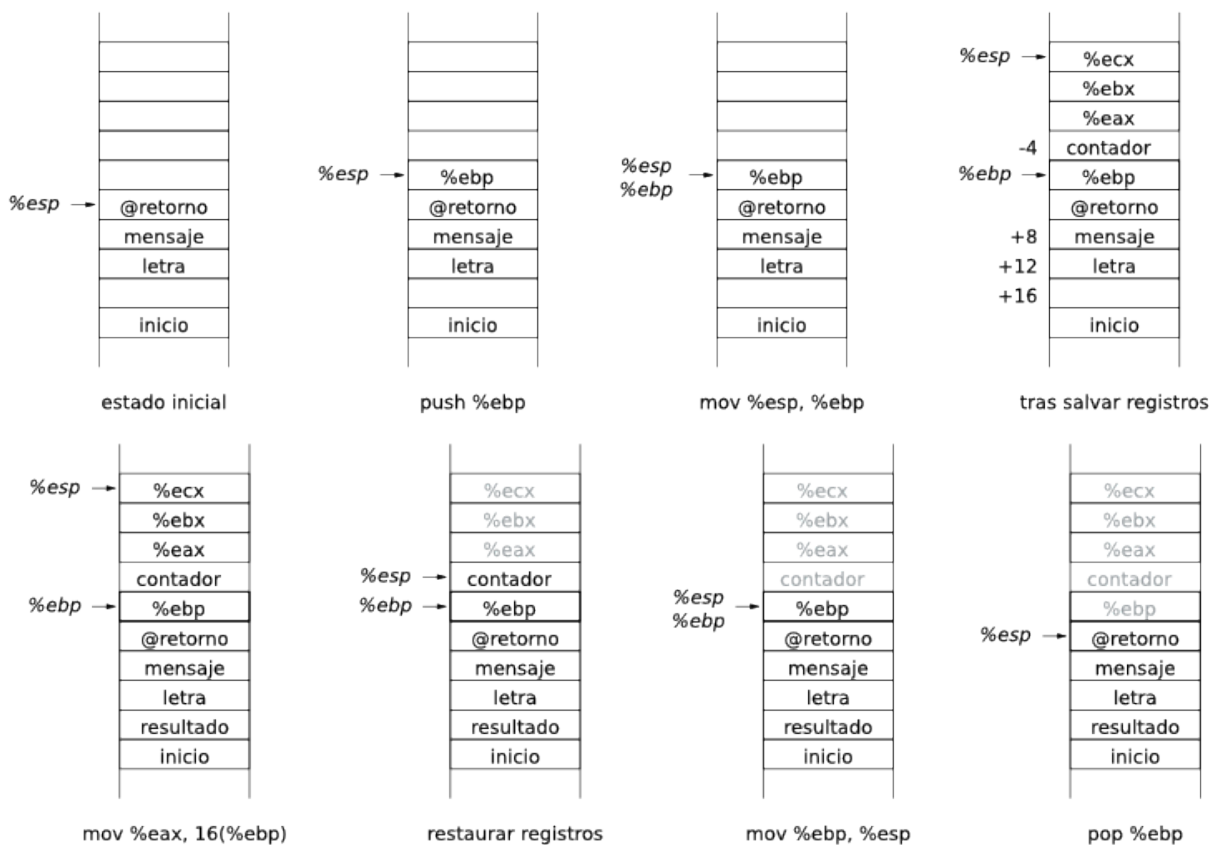 %esp
@retorno
mensaje
letra
inicio
estado inicial
%esp
%ebp
@retorno
mensaje
letra
inicio
push %ebp
%esp
%ebp
%ebp
@retorno
mensaje
letra
inicio
mov %esp, %ebp
%esp
%ecx
%ebx
%eax
-4 contador
%ebp
%ebp
@retorno
+8 mensaje
+12 letra
+16
inicio
tras salvar registros
%esp
%ecx
%ebx
%eax
contador
%ebp
%ebp
@retorno
mensaje
letra
resultado
inicio
mov %eax, 16(%ebp)
%ecx
%ebx
%eax
%esp
contador
%ebp
%ebp
@retorno
mensaje
letra
resultado
inicio
restaurar registros
%ecx
%ebx
%eax
contador
%esp
%ebp
%ebp
@retorno
mensaje
letra
resultado
inicio
mov %ebp, %esp
%ecx
%ebx
%eax
contador
%ebp
%esp
@retorno
mensaje
letra
resultado
inicio
pop %ebp